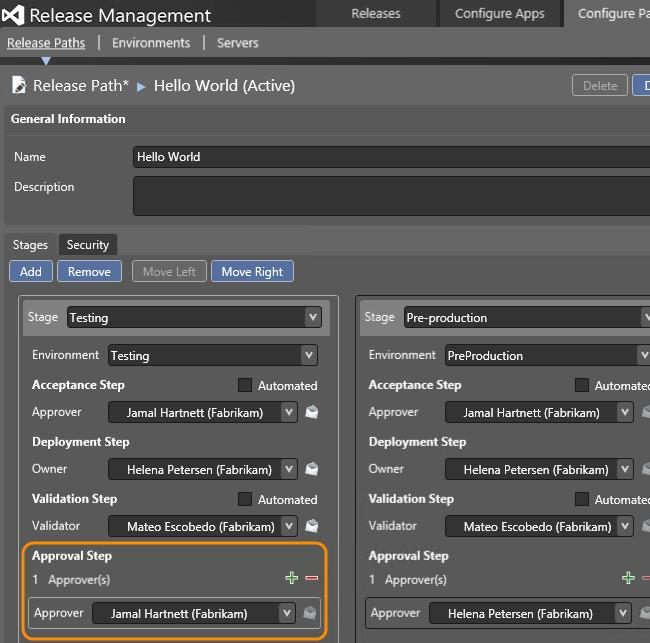 Release Management Releases Configure Apps Configure Pa
Release Paths | Environments | Servers
Release Path* Hello World (Active) Delete D
General Information
Name Hello World
Description
Stages Security
Add Remove Move Left Move Right
Stage Testing Stage Pre-production
Environment Testing Environment PreProduction
Acceptance Step Automated Acceptance Step Automated
Approver Jamal Hartnett (Fabrikam) Approver Jamal Hartnett (Fabrikam)
Deployment Step Deployment Step
Owner Helena Petersen (Fabrikam) Owner Helena Petersen (Fabrikam)
Validation Step Automated Validation Step Automated
Validator Mateo Escobedo (Fabrikam) Validator Mateo Escobedo (Fabrikam)
Approval Step Approval Step
1 Approver(s) 1 Approver(s)
Approver Jamal Hartnett (Fabrikam) Approver Helena Petersen (Fabrikam)